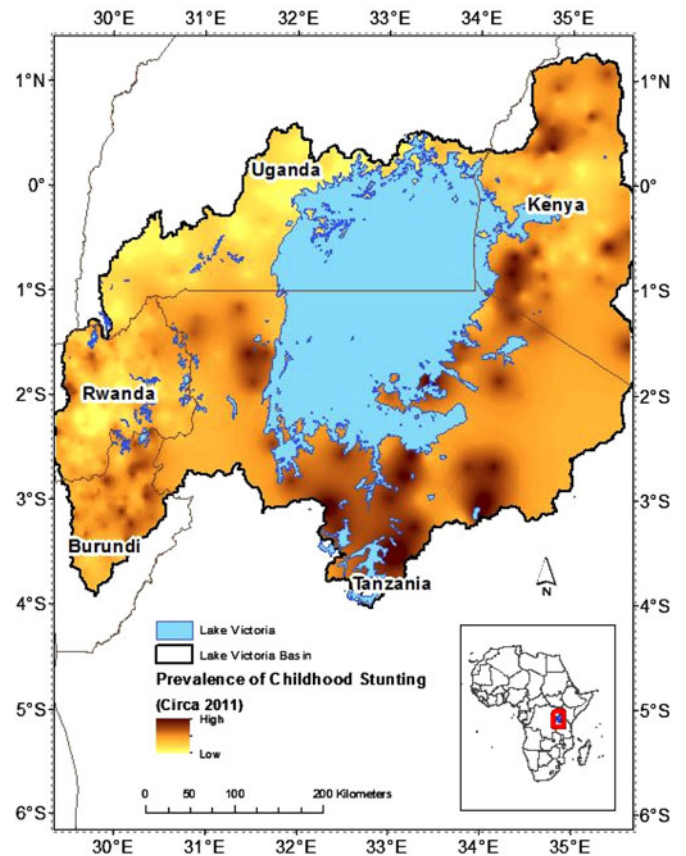 30°E 31°E 32°E 33°E 34°E 35°E
1°N 1°N
Uganda
0° 0°
Kenya
1°S 1°S
2°S 2°S
Rwanda
3°S 3°S
Burundi
Tanzania
N
4°S 4°S
Lake Victoria
Lake Victoria Basin
Prevalence of Childhood Stunting
(Circa 2011)
High
Low
5°S 5°S
0 50 100 200 Kilometers
6°S 6°S
30°E 31°E 32°E 33°E 34°E 35°E